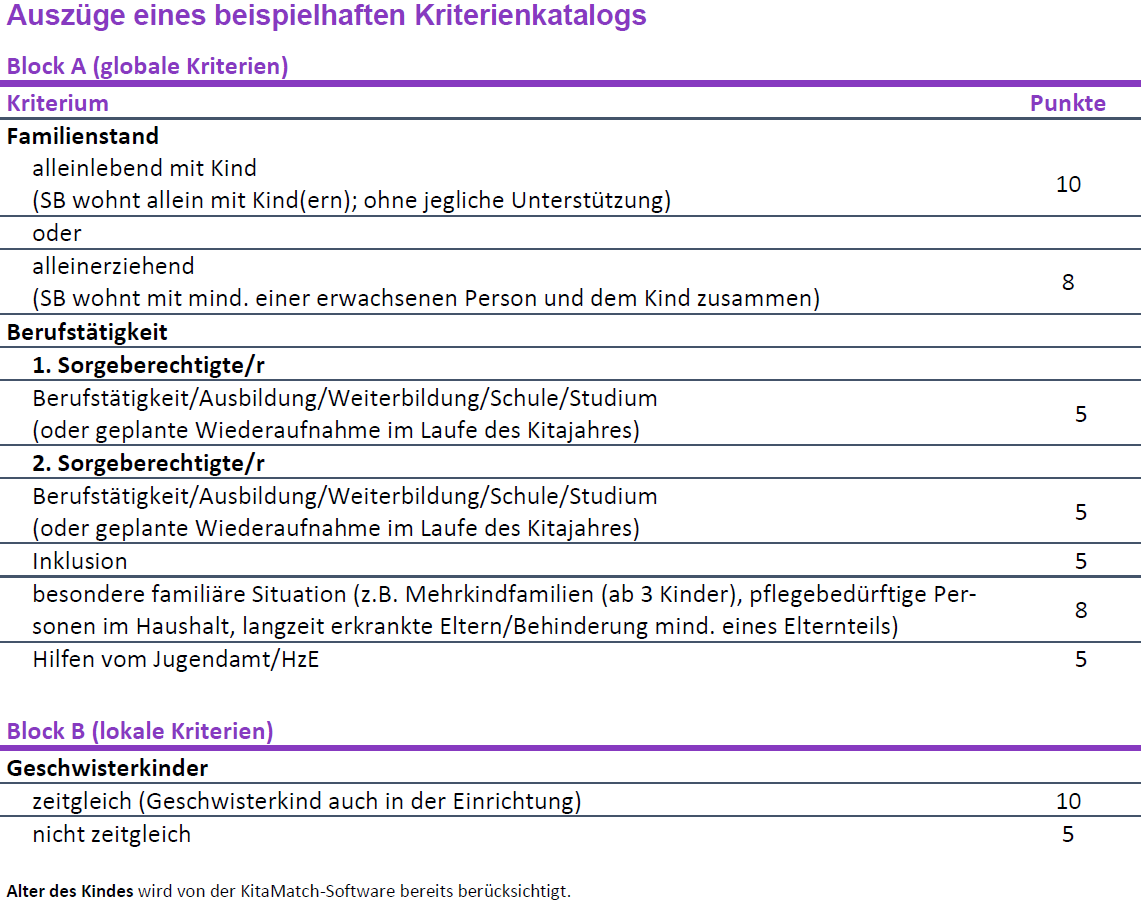 Auszüge eines beispielhaften Kriterienkatalogs
Block A (globale Kriterien)
Kriterium Punkte
Familienstand
alleinlebend mit Kind
(SB wohnt allein mit Kind(ern); ohne jegliche Unterstützung) 10
oder
alleinerziehend
(SB wohnt mit mind. einer erwachsenen Person und dem Kind zusammen) 8
Berufstätigkeit
1. Sorgeberechtigte/r
Berufstätigkeit/Ausbildung/Weiterbildung/Schule/Studium
(oder geplante Wiederaufnahme im Laufe des Kitajahres) 5
2. Sorgeberechtigte/r
Berufstätigkeit/Ausbildung/Weiterbildung/Schule/Studium
(oder geplante Wiederaufnahme im Laufe des Kitajahres) 5
Inklusion 5
besondere familiäre Situation (z.B. Mehrkindfamilien (ab 3 Kinder), pflegebedürftige Per-
sonen im Haushalt, langzeit erkrankte Eltern/Behinderung mind. eines Elternteils) 8
Hilfen vom Jugendamt/HzE 5
Block B (lokale Kriterien)
Geschwisterkinder
zeitgleich (Geschwisterkind auch in der Einrichtung) 10
nicht zeitgleich 5
Alter des Kindes wird von der KitaMatch-Software bereits berücksichtigt.